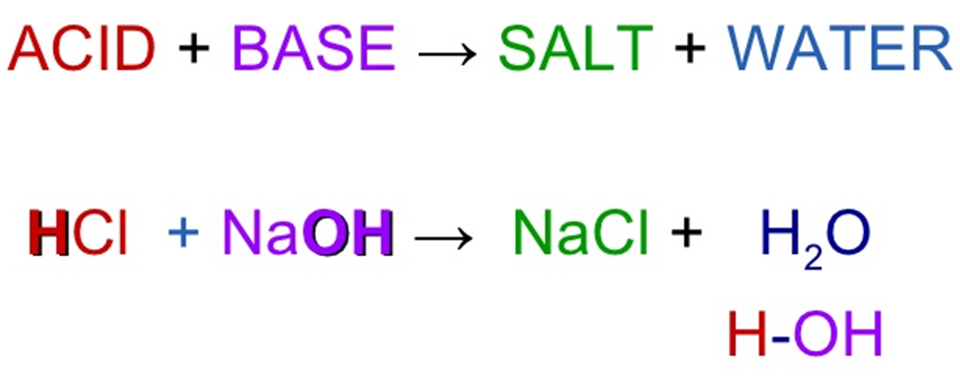 ACID + BASE → SALT + WATER
HCl + NaOH → NaCl + H₂O
H-OH